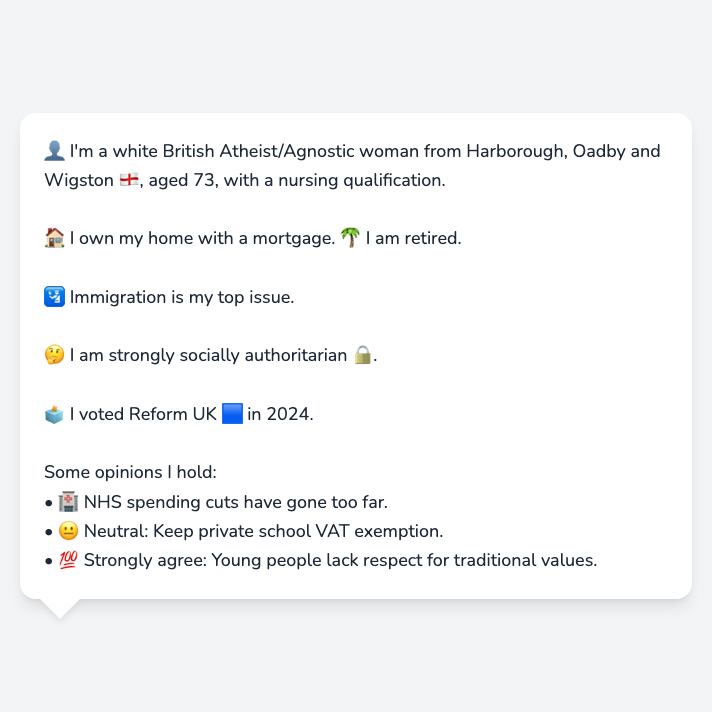 👤 I'm a white British Atheist/Agnostic woman from Harborough, Oadby and
Wigston 🏴󠁧󠁢󠁥󠁮󠁧󠁿, aged 73, with a nursing qualification.
🏠 I own my home with a mortgage. 🌴 I am retired.
🛂 Immigration is my top issue.
🤔 I am strongly socially authoritarian 🔒.
🗳️ I voted Reform UK 🟦 in 2024.
Some opinions I hold:
• 🏥 NHS spending cuts have gone too far.
• 😐 Neutral: Keep private school VAT exemption.
• 💯 Strongly agree: Young people lack respect for traditional values.